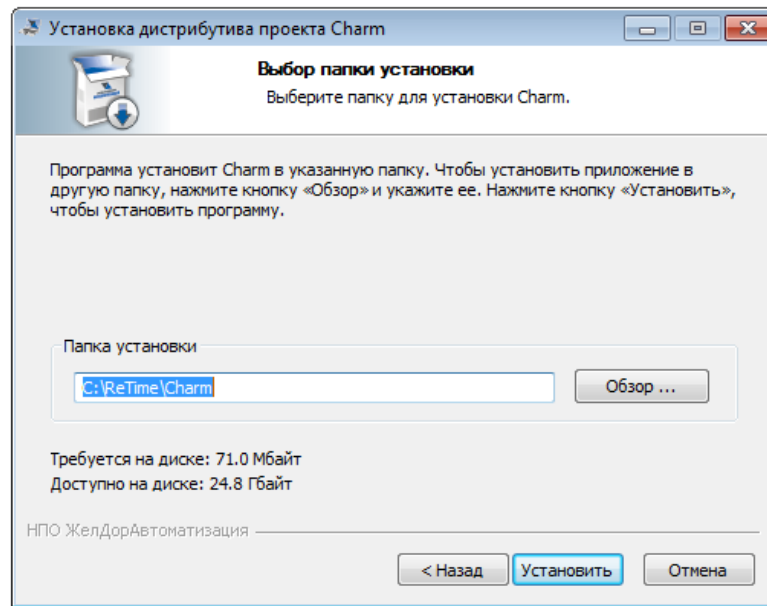 Установка дистрибутива проекта Charm
Выбор папки установки
Выберите папку для установки Charm.
Программа установит Charm в указанную папку. Чтобы установить приложение в
другую папку, нажмите кнопку «Обзор» и укажите ее. Нажмите кнопку «Установить»,
чтобы установить программу.
Папка установки
C:\ReTime\Charm
Обзор ...
Требуется на диске: 71.0 Мбайт
Доступно на диске: 24.8 Гбайт
НПО ЖелДорАвтоматизация
< Назад
Установить
Отмена